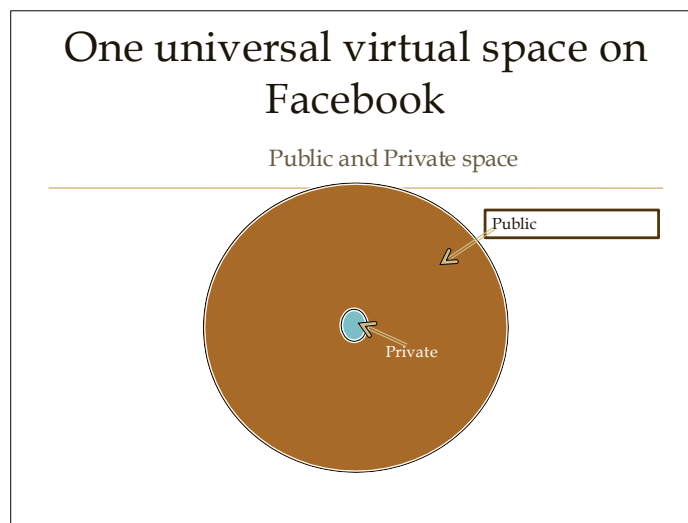 One universal virtual space on
Facebook
Public and Private space
Public
Private